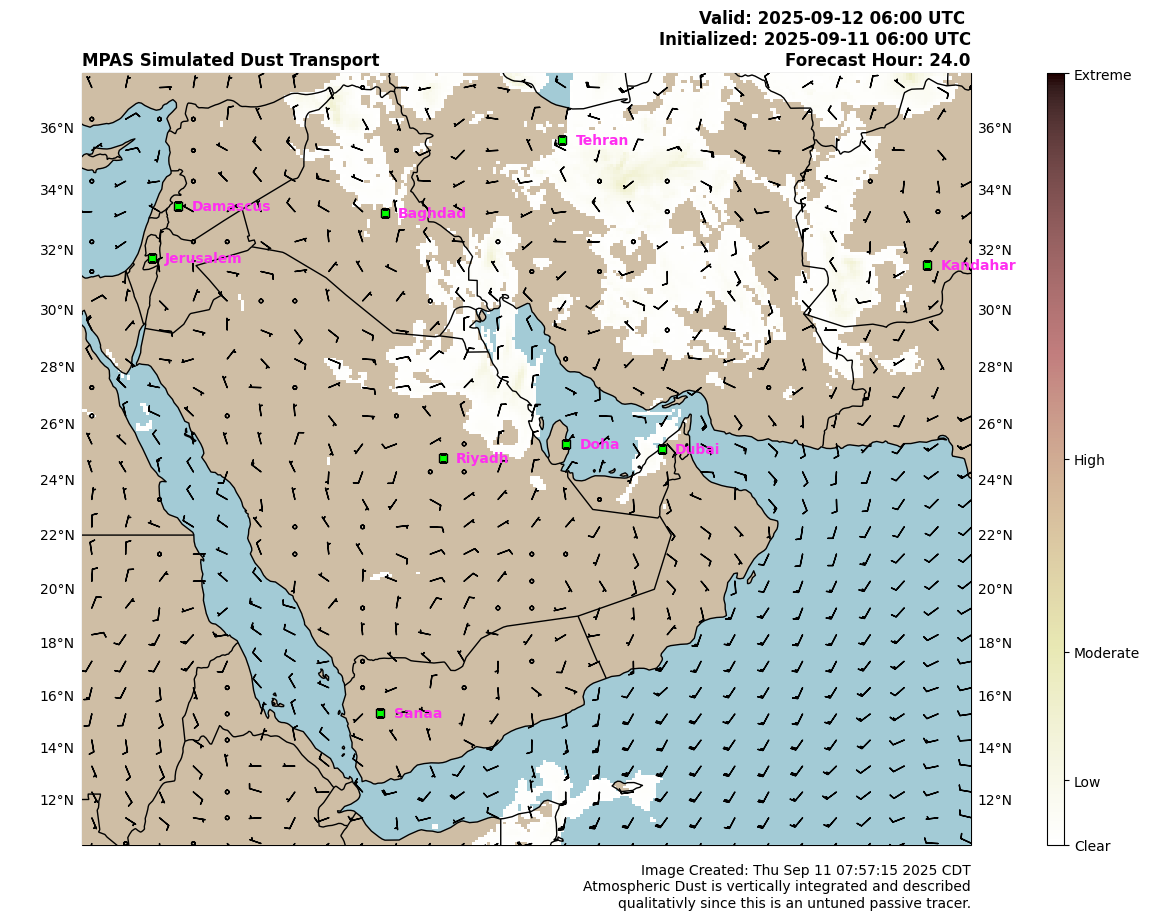 Valid: 2025-09-12 06:00 UTC
Initialized: 2025-09-11 06:00 UTC
MPAS Simulated Dust Transport
Forecast Hour: 24.0
Extreme
36°N
36°N
Tehran
34°N
34°N
Damascus
Baghdad
32°N
32°N
Jerusalem
Kandahar
30°N
30°N
28°N
28°N
26°N
26°N
Doha
Dubai
Riyadh
High
24°N
24°N
22°N
22°N
20°N
20°N
18°N
18°N
Moderate
16°N
16°N
Sanaa
14°N
14°N
Low
12°N
12°N
Clear
Image Created: Thu Sep 11 07:57:15 2025 CDT
Atmospheric Dust is vertically integrated and described
qualitativly since this is an untuned passive tracer.